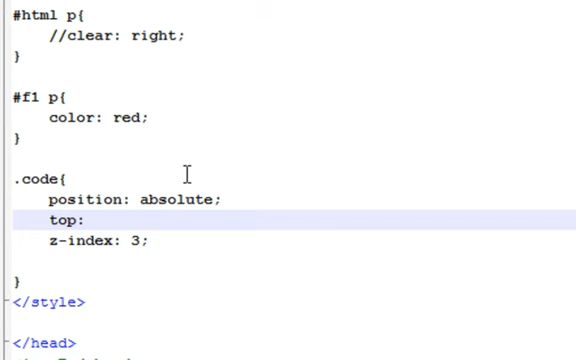 #html p{
//clear: right;
}
#f1 p{
color: red;
}
.code{
position: absolute;
top:
z-index: 3;
}
</style>
</head>